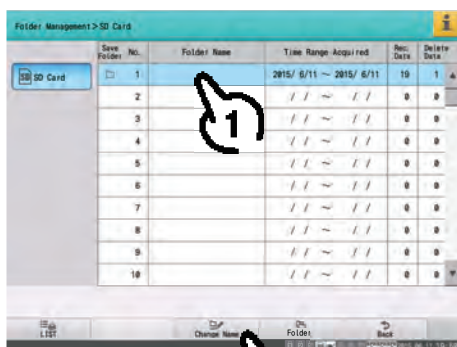 Folder Management>SD Card
i
Save Folder No. Folder Name Time Range Acquired Rec. Data Delete Data
SD SD Card
1 2015/ 6/11 ~ 2015/ 6/11 19 1
2 / / ~ / / 0 0
3 / / ~ / / 0 0
4 / / ~ / / 0 0
5 / / ~ / / 0 0
6 / / ~ / / 0 0
7 / / ~ / / 0 0
8 / / ~ / / 0 0
9 / / ~ / / 0 0
10 / / ~ / / 0 0
1
LIST Change Name Folder Back